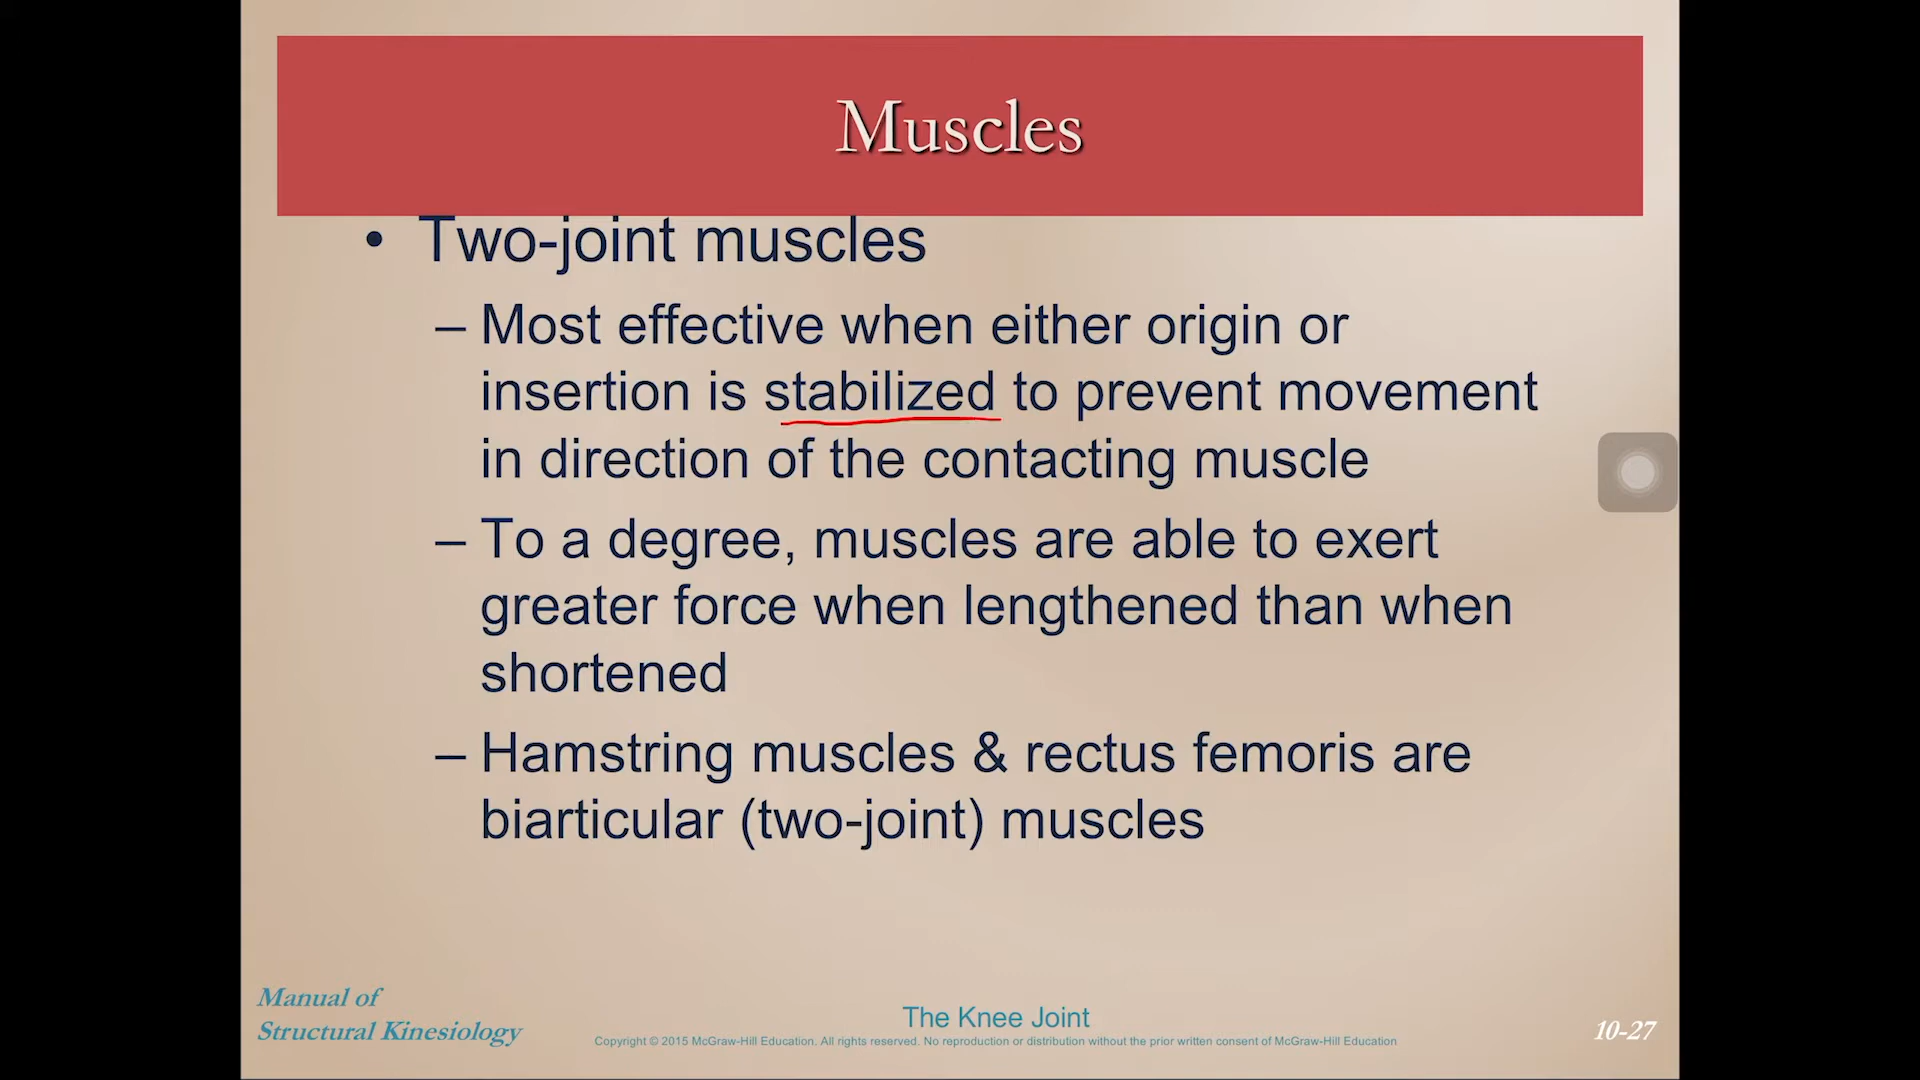 Muscles
• Two-joint muscles
– Most effective when either origin or
insertion is stabilized to prevent movement
in direction of the contacting muscle
– To a degree, muscles are able to exert
greater force when lengthened than when
shortened
– Hamstring muscles & rectus femoris are
biarticular (two-joint) muscles
Manual of
Structural Kinesiology
The Knee Joint
Copyright © 2015 McGraw-Hill Education. All rights reserved. No reproduction or distribution without the prior written consent of McGraw-Hill Education
10-27